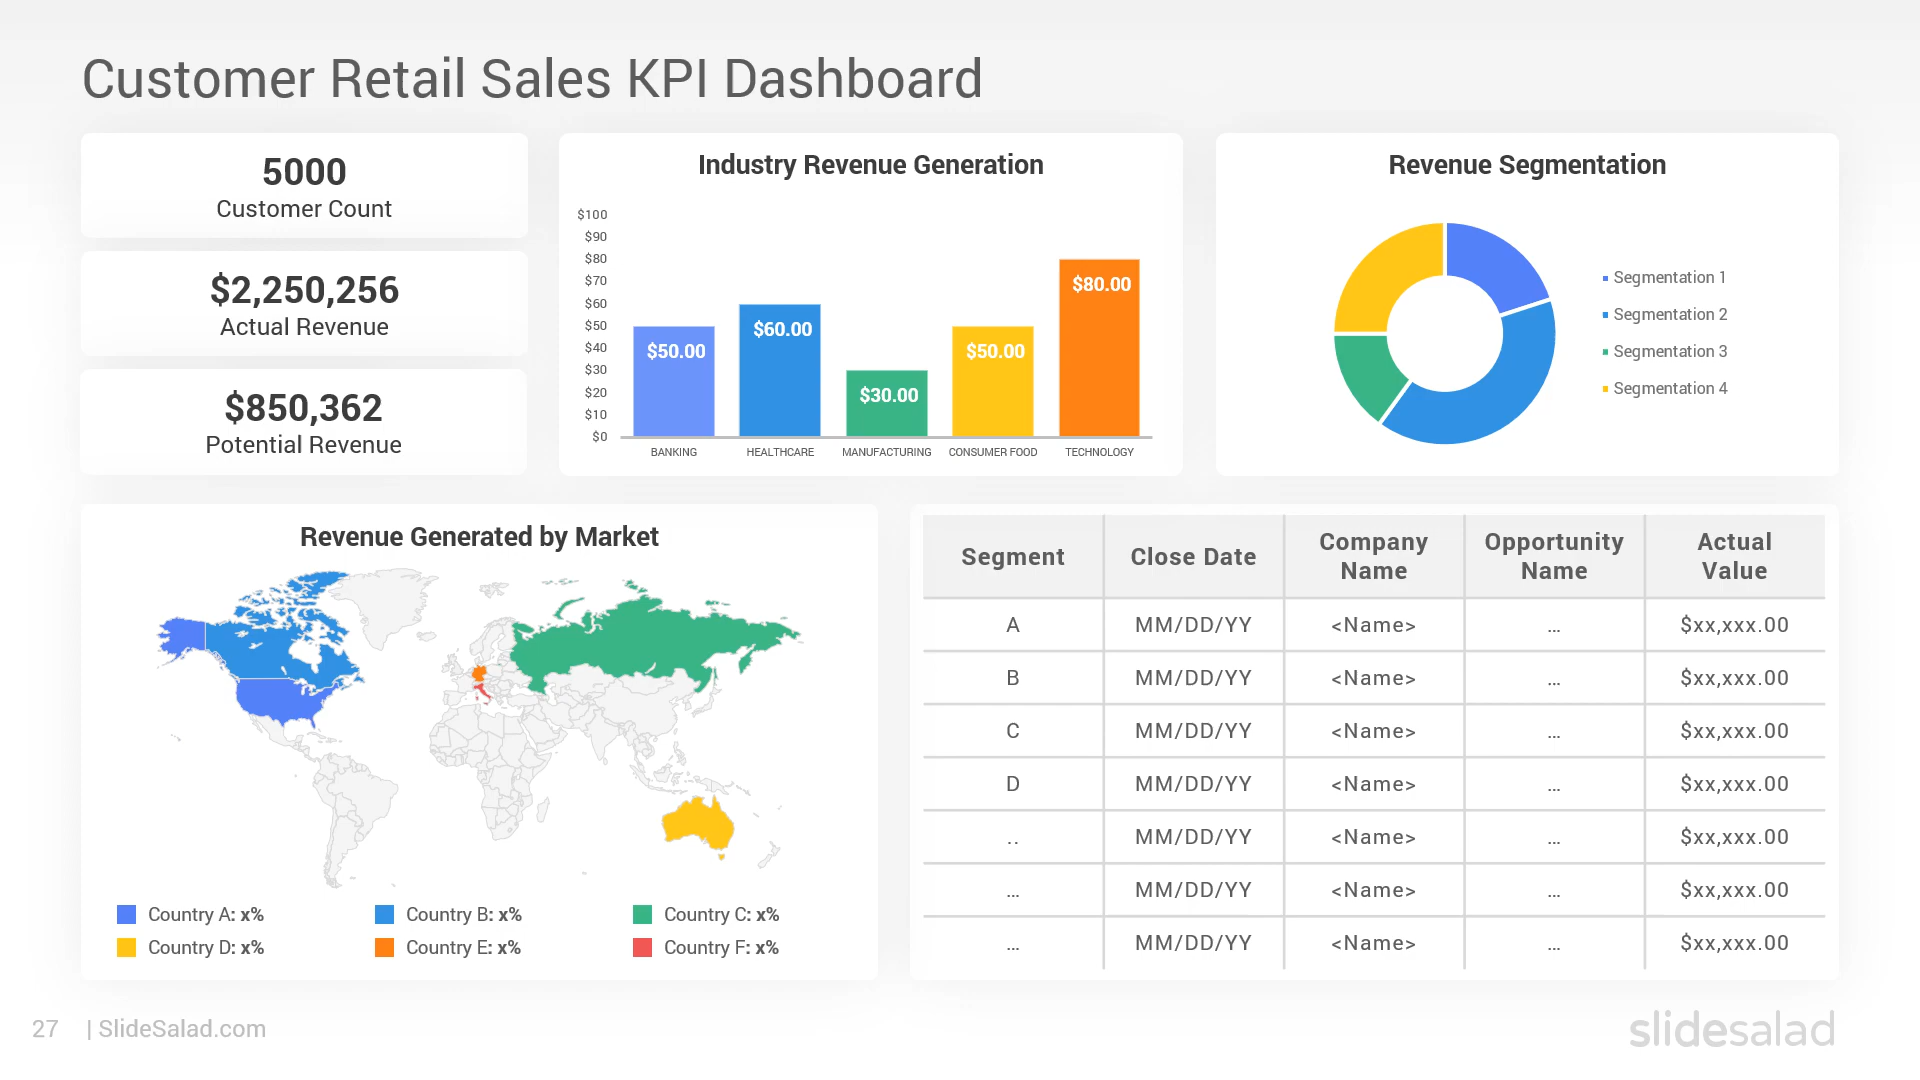 Customer Retail Sales KPI Dashboard
5000
Customer Count
$2,250,256
Actual Revenue
$850,362
Potential Revenue
Industry Revenue Generation
$100
$90
$80
$70
$60
$50
$40
$30
$20
$10
$0
$50.00
$60.00
$30.00
$50.00
$80.00
BANKING
HEALTHCARE
MANUFACTURING
CONSUMER FOOD
TECHNOLOGY
Revenue Segmentation
Segmentation 1
Segmentation 2
Segmentation 3
Segmentation 4
Revenue Generated by Market
Country A: x%
Country B: x%
Country C: x%
Country D: x%
Country E: x%
Country F: x%
Segment Close Date Company Name Opportunity Name Actual Value
A MM/DD/YY <Name> ... $xx,xxx.00
B MM/DD/YY <Name> ... $xx,xxx.00
C MM/DD/YY <Name> ... $xx,xxx.00
D MM/DD/YY <Name> ... $xx,xxx.00
.. MM/DD/YY <Name> ... $xx,xxx.00
... MM/DD/YY <Name> ... $xx,xxx.00
... MM/DD/YY <Name> ... $xx,xxx.00
27 | SlideSalad.com
slidesalad